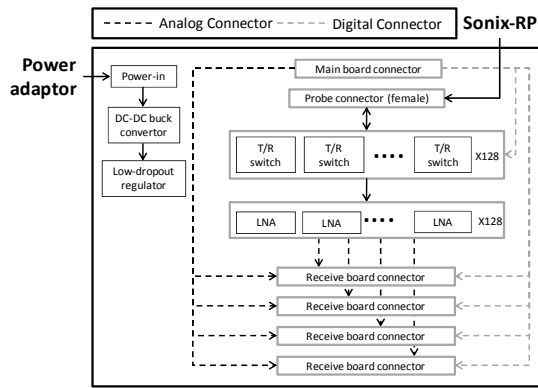 Analog Connector
Digital Connector
Sonix-RP
Power
adaptor
Power-in
DC-DC buck
convertor
Low-dropout
regulator
Main board connector
Probe connector (female)
T/R
switch
T/R
switch
T/R
switch
X128
LNA
LNA
LNA
X128
Receive board connector
Receive board connector
Receive board connector
Receive board connector